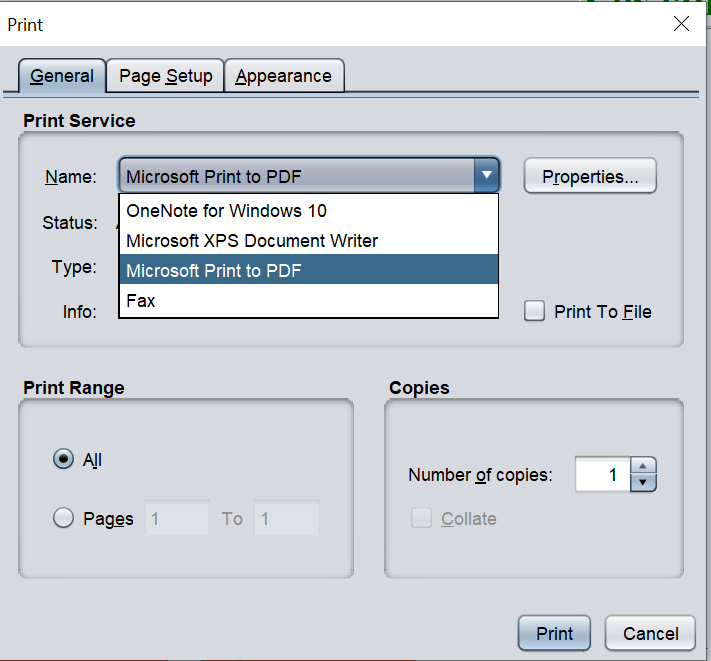 Print
General Page Setup Appearance
Print Service
Name: Microsoft Print to PDF Properties...
OneNote for Windows 10
Status:
Microsoft XPS Document Writer
Type: Microsoft Print to PDF
Fax
Info: Print To File
Print Range Copies
All
Number of copies: 1
Pages 1 To 1 Collate
Print Cancel